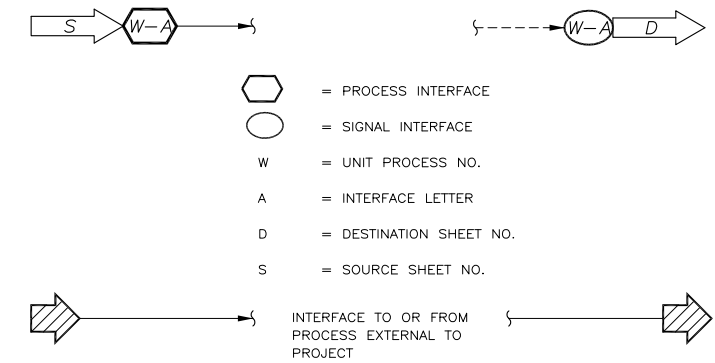 S W-A W-A D
= PROCESS INTERFACE
= SIGNAL INTERFACE
W = UNIT PROCESS NO.
A = INTERFACE LETTER
D = DESTINATION SHEET NO.
S = SOURCE SHEET NO.
INTERFACE TO OR FROM
PROCESS EXTERNAL TO
PROJECT